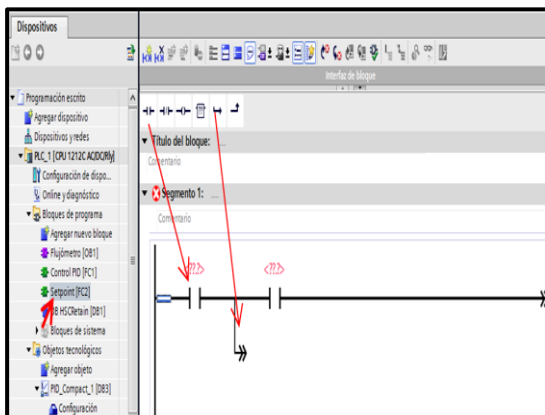 Dispositivos
Interfaz de bloque
Programación escrito
Agregar dispositivo
Dispositivos y redes
PLC_1 [CPU 1212C AC/DC/Rly]
Configuración de dispo...
Online y diagnóstico
Bloques de programa
Agregar nuevo bloque
Flujómetro [OB1]
Control PID [FC1]
Setpoint [FC2]
HSCRetain [DB1]
Bloques de sistema
Objetos tecnológicos
Agregar objeto
PID_Compact_1 [DB3]
Configuración
Título del bloque: ...
Comentario
Segmento 1: ...
Comentario
<??.?>
<??.?>